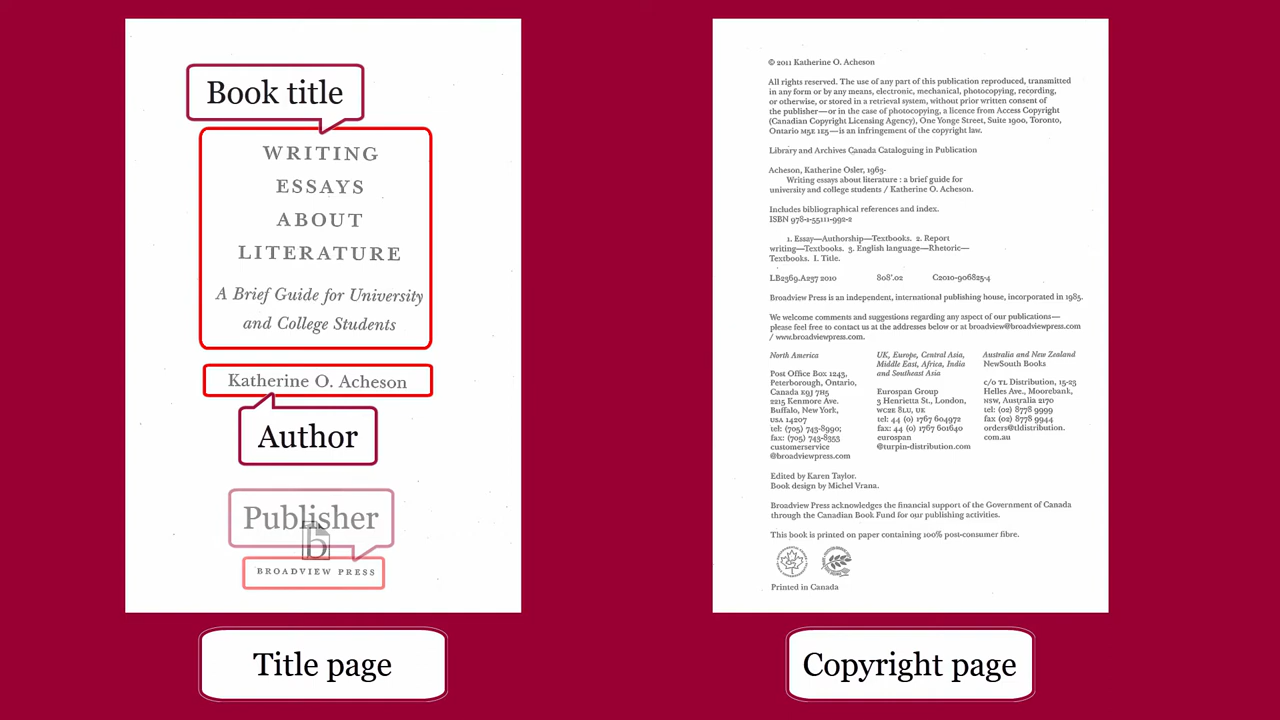 Book title
WRITING
ESSAYS
ABOUT
LITERATURE
A Brief Guide for University
and College Students
Katherine O. Acheson
Author
Publisher
b
BROADVIEW PRESS
Title page
© 2011 Katherine O. Acheson
All rights reserved. The use of any part of this publication reproduced, transmitted
in any form or by any means, electronic, mechanical, photocopying, recording,
or otherwise, or stored in a retrieval system, without prior written consent of
the publisher—or in the case of photocopying, a licence from Access Copyright
(Canadian Copyright Licensing Agency), One Yonge Street, Suite 1900, Toronto,
Ontario M5E 1E5—is an infringement of the copyright law.
Library and Archives Canada Cataloguing in Publication
Acheson, Katherine Osler, 1963-
Writing essays about literature : a brief guide for
university and college students / Katherine O. Acheson.
Includes bibliographical references and index.
ISBN 978-1-55111-992-2
1. Essay—Authorship—Textbooks. 2. Report
writing—Textbooks. 3. English language—Rhetoric—
Textbooks. I. Title.
LB2369.A237 2010 808'.02 C2010-906825-4
Broadview Press is an independent, international publishing house, incorporated in 1985.
We welcome comments and suggestions regarding any aspect of our publications—
please feel free to contact us at the addresses below or at broadview@broadviewpress.com
/ www.broadviewpress.com.
North America
Post Office Box 1243,
Peterborough, Ontario,
Canada K9J 7H5
2215 Kenmore Ave.
Buffalo, New York,
USA 14207
tel: (705) 743-8990;
fax: (705) 743-8353
customerservice
@broadviewpress.com
UK, Europe, Central Asia,
Middle East, Africa, India
and Southeast Asia
Eurospan Group
3 Henrietta St., London,
WC2E 8LU, UK
tel: 44 (0) 1767 604972
fax: 44 (0) 1767 601640
eurospan
@turpin-distribution.com
Australia and New Zealand
NewSouth Books
c/o TL Distribution, 15-23
Helles Ave., Moorebank,
NSW, Australia 2170
tel: (02) 8778 9999
fax (02) 8778 9944
orders@tldistribution.
com.au
Edited by Karen Taylor.
Book design by Michel Vrana.
Broadview Press acknowledges the financial support of the Government of Canada
through the Canadian Book Fund for our publishing activities.
This book is printed on paper containing 100% post-consumer fibre.
Printed in Canada
Copyright page